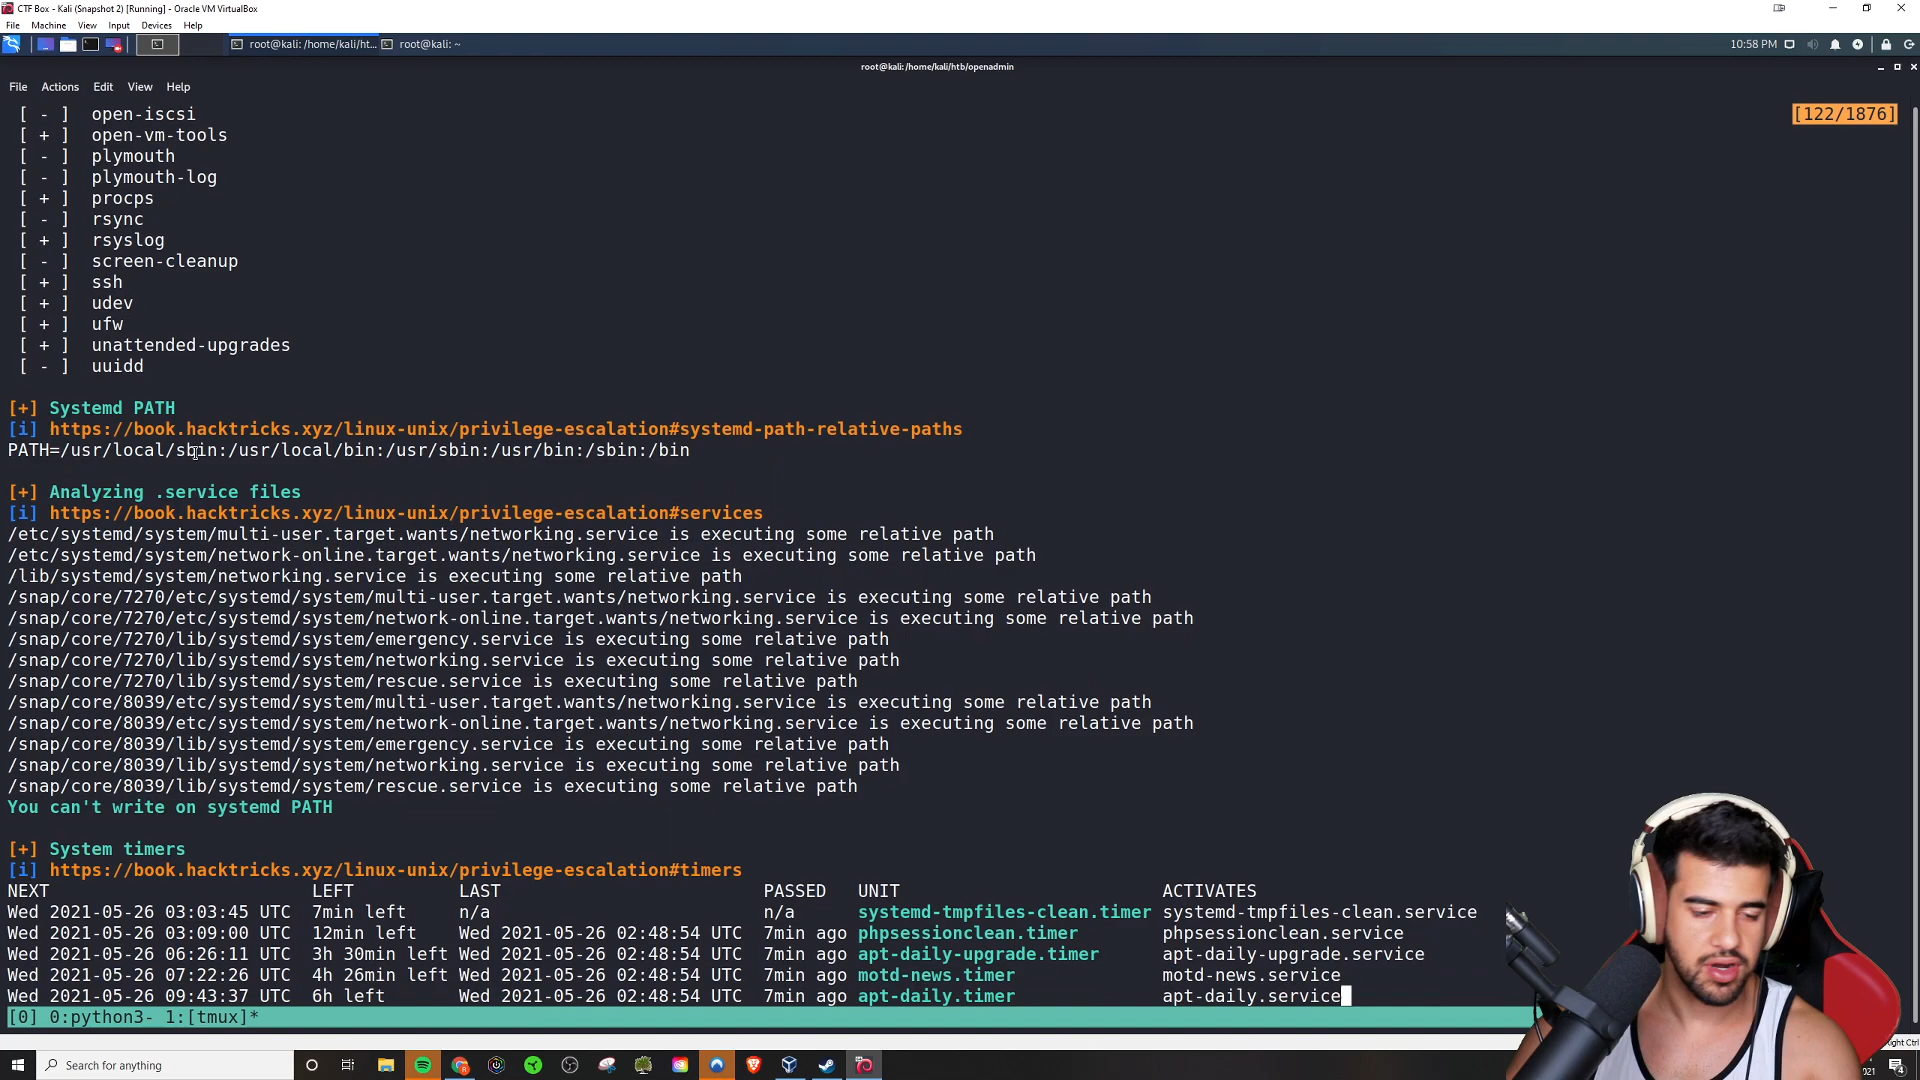 CTF Box - Kali (Snapshot 2) [Running] - Oracle VM VirtualBox
File Machine View Input Devices Help
root@kali: /home/kali/ht... root@kali: ~ 10:58 PM
root@kali: /home/kali/htb/openadmin
File Actions Edit View Help
[ - ] open-iscsi [122/1876]
[ + ] open-vm-tools
[ - ] plymouth
[ - ] plymouth-log
[ + ] procps
[ - ] rsync
[ + ] rsyslog
[ - ] screen-cleanup
[ + ] ssh
[ + ] udev
[ + ] ufw
[ + ] unattended-upgrades
[ - ] uuidd
[+] Systemd PATH
[i] https://book.hacktricks.xyz/linux-unix/privilege-escalation#systemd-path-relative-paths
PATH=/usr/local/sbin:/usr/local/bin:/usr/sbin:/usr/bin:/sbin:/bin
[+] Analyzing .service files
[i] https://book.hacktricks.xyz/linux-unix/privilege-escalation#services
/etc/systemd/system/multi-user.target.wants/networking.service is executing some relative path
/etc/systemd/system/network-online.target.wants/networking.service is executing some relative path
/lib/systemd/system/networking.service is executing some relative path
/snap/core/7270/etc/systemd/system/multi-user.target.wants/networking.service is executing some relative path
/snap/core/7270/etc/systemd/system/network-online.target.wants/networking.service is executing some relative path
/snap/core/7270/lib/systemd/system/emergency.service is executing some relative path
/snap/core/7270/lib/systemd/system/networking.service is executing some relative path
/snap/core/7270/lib/systemd/system/rescue.service is executing some relative path
/snap/core/8039/etc/systemd/system/multi-user.target.wants/networking.service is executing some relative path
/snap/core/8039/etc/systemd/system/network-online.target.wants/networking.service is executing some relative path
/snap/core/8039/lib/systemd/system/emergency.service is executing some relative path
/snap/core/8039/lib/systemd/system/networking.service is executing some relative path
/snap/core/8039/lib/systemd/system/rescue.service is executing some relative path
You can't write on systemd PATH
[+] System timers
[i] https://book.hacktricks.xyz/linux-unix/privilege-escalation#timers
NEXT LEFT LAST PASSED UNIT ACTIVATES
Wed 2021-05-26 03:03:45 UTC 7min left n/a n/a systemd-tmpfiles-clean.timer systemd-tmpfiles-clean.service
Wed 2021-05-26 03:09:00 UTC 12min left Wed 2021-05-26 02:48:54 UTC 7min ago phpsessionclean.timer phpsessionclean.service
Wed 2021-05-26 06:26:11 UTC 3h 30min left Wed 2021-05-26 02:48:54 UTC 7min ago apt-daily-upgrade.timer apt-daily-upgrade.service
Wed 2021-05-26 07:22:26 UTC 4h 26min left Wed 2021-05-26 02:48:54 UTC 7min ago motd-news.timer motd-news.service
Wed 2021-05-26 09:43:37 UTC 6h left Wed 2021-05-26 02:48:54 UTC 7min ago apt-daily.timer apt-daily.service
[0] 0:python3- 1:[tmux]*
Ctrl
Search for anything